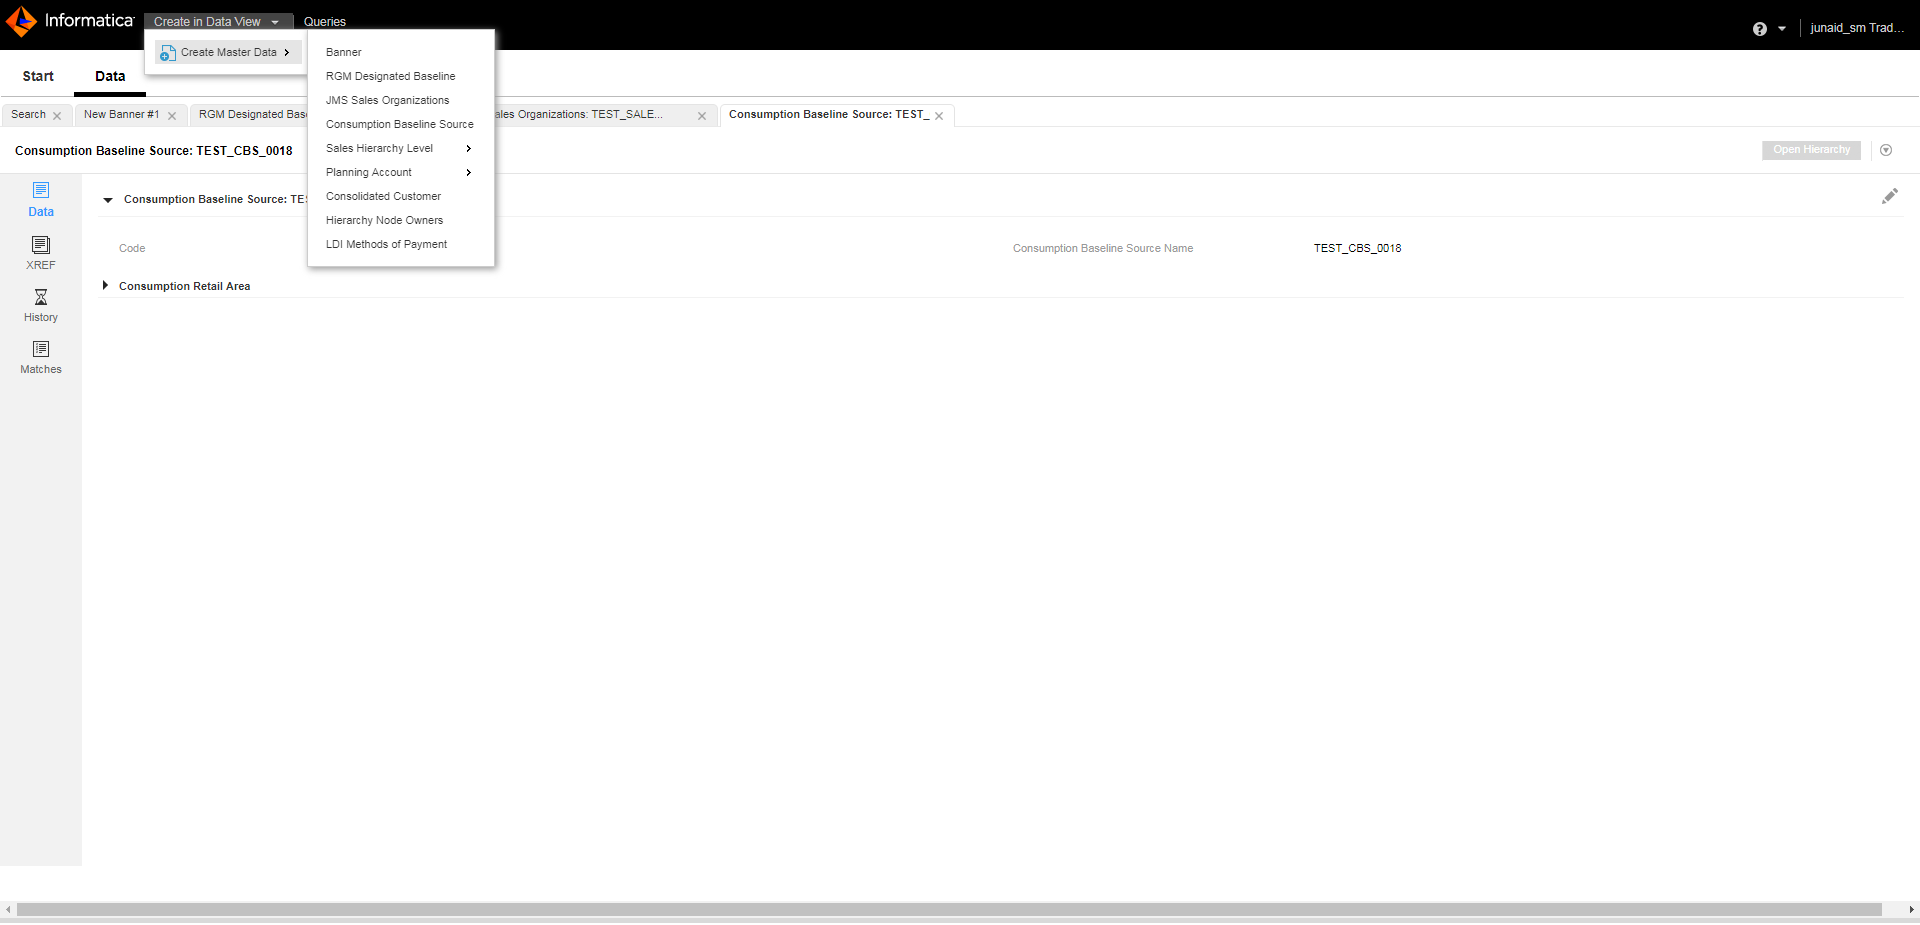 Informatica
Create in Data View
Queries
junaid_sm Trad...
Create Master Data
Banner
RGM Designated Baseline
JMS Sales Organizations
Consumption Baseline Source
Sales Hierarchy Level
Planning Account
Consolidated Customer
Hierarchy Node Owners
LDI Methods of Payment
Start
Data
Search
New Banner #1
RGM Designated Bas
ales Organizations: TEST_SALE...
Consumption Baseline Source: TEST_
Consumption Baseline Source: TEST_CBS_0018
Open Hierarchy
Data
XREF
History
Matches
Consumption Baseline Source: TES
Code
Consumption Baseline Source Name
TEST_CBS_0018
Consumption Retail Area